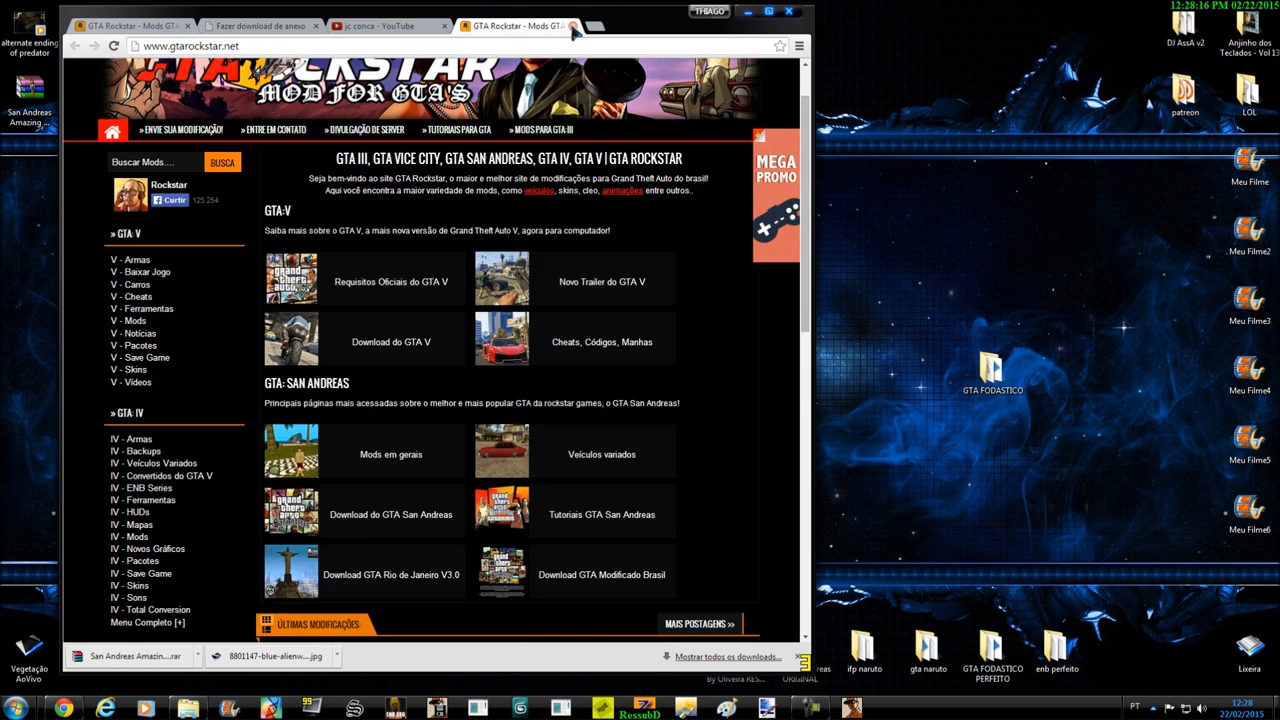 12:28:16 PM 02/22/2015
GTA Rockstar - Mods GTA
Fazer download de anexo
jc conca - YouTube
GTA Rockstar - Mods GTA
THIAGO
www.gtarockstar.net
MOD FOR GTA'S
» ENVIE SUA MODIFICAÇÃO!
» ENTRE EM CONTATO
» DIVULGAÇÃO DE SERVER
» TUTORIAIS PARA GTA
» MODS PARA GTA:III
Buscar Mods....
BUSCA
Rockstar
Curtir 125.254
GTA III, GTA VICE CITY, GTA SAN ANDREAS, GTA IV, GTA V | GTA ROCKSTAR
Seja bem-vindo ao site GTA Rockstar, o maior e melhor site de modificações para Grand Theft Auto do brasil!
Aqui você encontra a maior variedade de mods, como veículos, skins, cleo, animações entre outros..
MEGA
PROMO
» GTA: V
V - Armas
V - Baixar Jogo
V - Carros
V - Cheats
V - Ferramentas
V - Mods
V - Notícias
V - Pacotes
V - Save Game
V - Skins
V - Vídeos
» GTA: IV
IV - Armas
IV - Backups
IV - Veículos Variados
IV - Convertidos do GTA V
IV - ENB Series
IV - Ferramentas
IV - HUDs
IV - Mapas
IV - Mods
IV - Novos Gráficos
IV - Pacotes
IV - Save Game
IV - Skins
IV - Sons
IV - Total Conversion
Menu Completo [+]
GTA:V
Saiba mais sobre o GTA V, a mais nova versão de Grand Theft Auto V, agora para computador!
Requisitos Oficiais do GTA V
Novo Trailer do GTA V
Download do GTA V
Cheats, Códigos, Manhas
GTA: SAN ANDREAS
Principais páginas mais acessadas sobre o melhor e mais popular GTA da rockstar games, o GTA San Andreas!
Mods em gerais
Veículos variados
Download do GTA San Andreas
Tutoriais GTA San Andreas
Download GTA Rio de Janeiro V3.0
Download GTA Modificado Brasil
ÚLTIMAS MODIFICAÇÕES:
MAIS POSTAGENS >>
San Andreas Amazin....rar
8801147-blue-alienw....jpg
Mostrar todos os downloads...
alternate ending
of predator
San Andreas
Amazing ...
Vegetação
AoVivo
DJ AssA v2
Anjinho dos
Teclados - Vol 13
patreon
LOL
Meu Filme
Meu Filme2
Meu Filme3
Meu Filme4
Meu Filme5
Meu Filme6
GTA FODASTICO
ifp naruto
gta naruto
GTA FODASTICO
PERFEITO
enb perfeito
Lixeira
By Oliveira RES...
ORIGINAL
99
RessubD
PT
12:28
22/02/2015